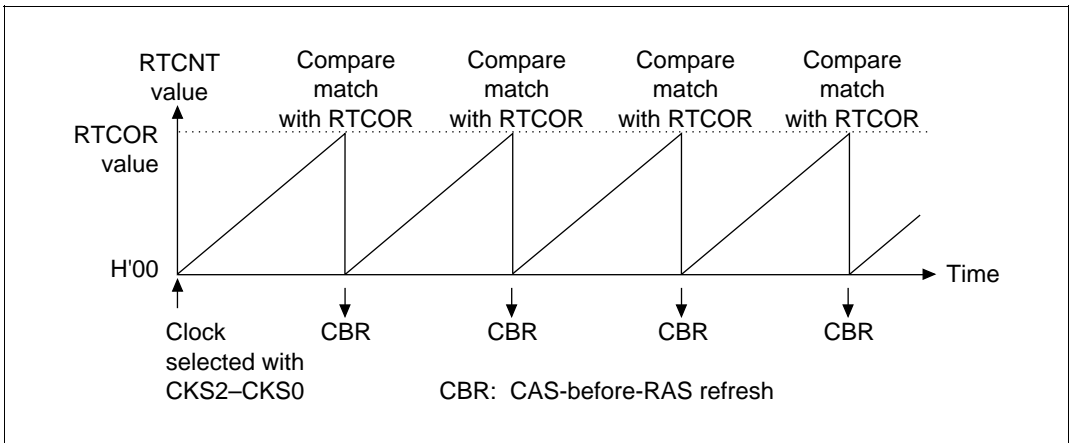 RTCNT
value
Compare
match
with RTCOR
Compare
match
with RTCOR
Compare
match
with RTCOR
Compare
match
with RTCOR
RTCOR
value
H'00
Time
Clock
selected with
CKS2–CKS0
CBR
CBR
CBR
CBR
CBR: CAS-before-RAS refresh